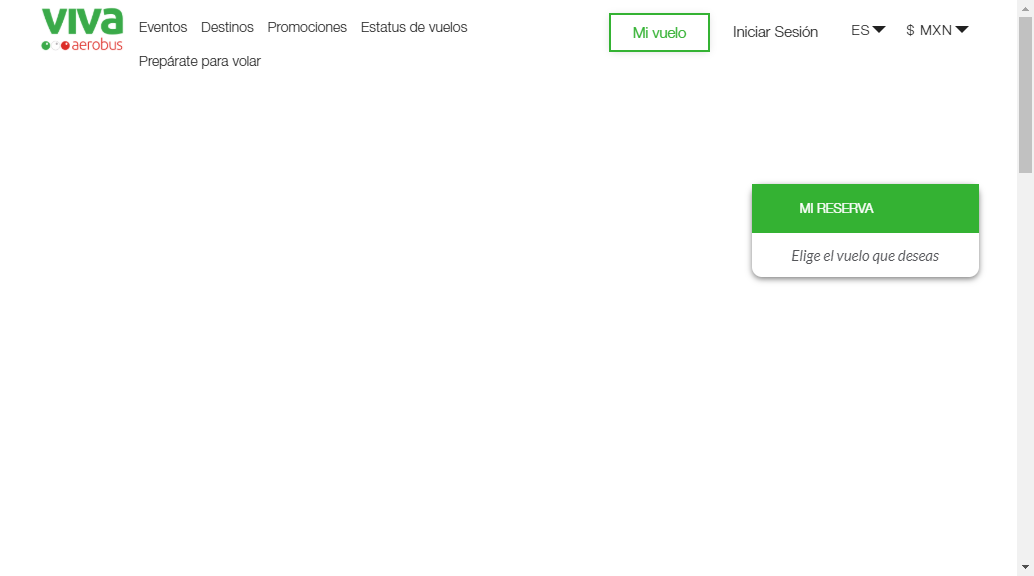 viva
aerobus
Eventos Destinos Promociones Estatus de vuelos
Prepárate para volar
Mi vuelo
Iniciar Sesión
ES
$ MXN
MI RESERVA
Elige el vuelo que deseas